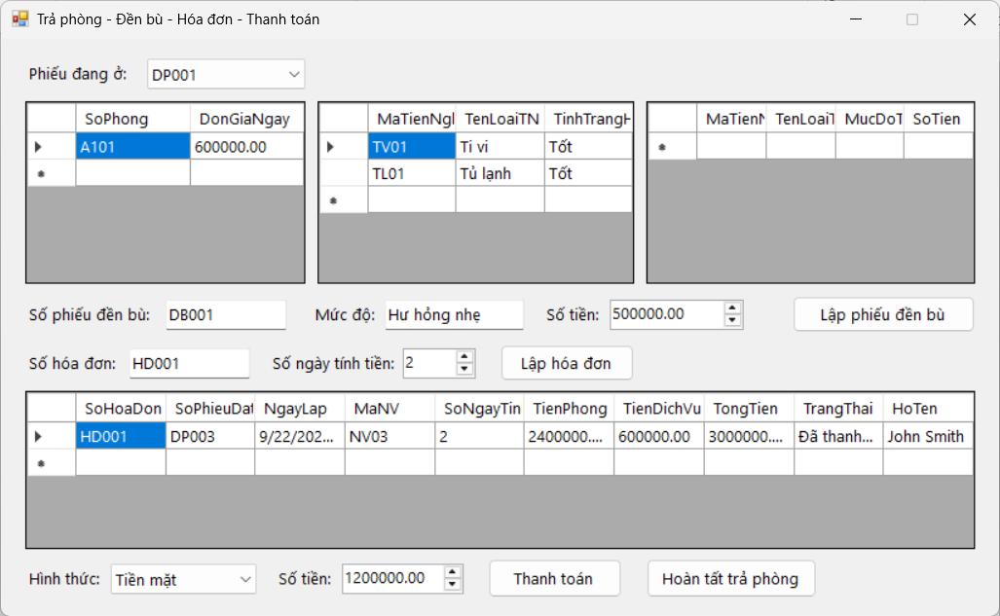 Trả phòng - Đền bù - Hóa đơn - Thanh toán
Phiếu đang ở: DP001
SoPhong DonGiaNgay
A101 600000.00
MaTienNgl TenLoaiTN TinhTrangH
TV01 Ti vi Tốt
TL01 Tủ lạnh Tốt
MaTienN TenLoaiT MucDoT SoTien
Số phiếu đền bù: DB001 Mức độ: Hư hỏng nhẹ Số tiền: 500000.00 Lập phiếu đền bù
Số hóa đơn: HD001 Số ngày tính tiền: 2 Lập hóa đơn
SoHoaDon SoPhieuDat NgayLap MaNV SoNgayTin TienPhong TienDichVu TongTien TrangThai HoTen
HD001 DP003 9/22/202... NV03 2 2400000.... 600000.00 3000000.... Đã thanh... John Smith
Hình thức: Tiền mặt Số tiền: 1200000.00 Thanh toán Hoàn tất trả phòng